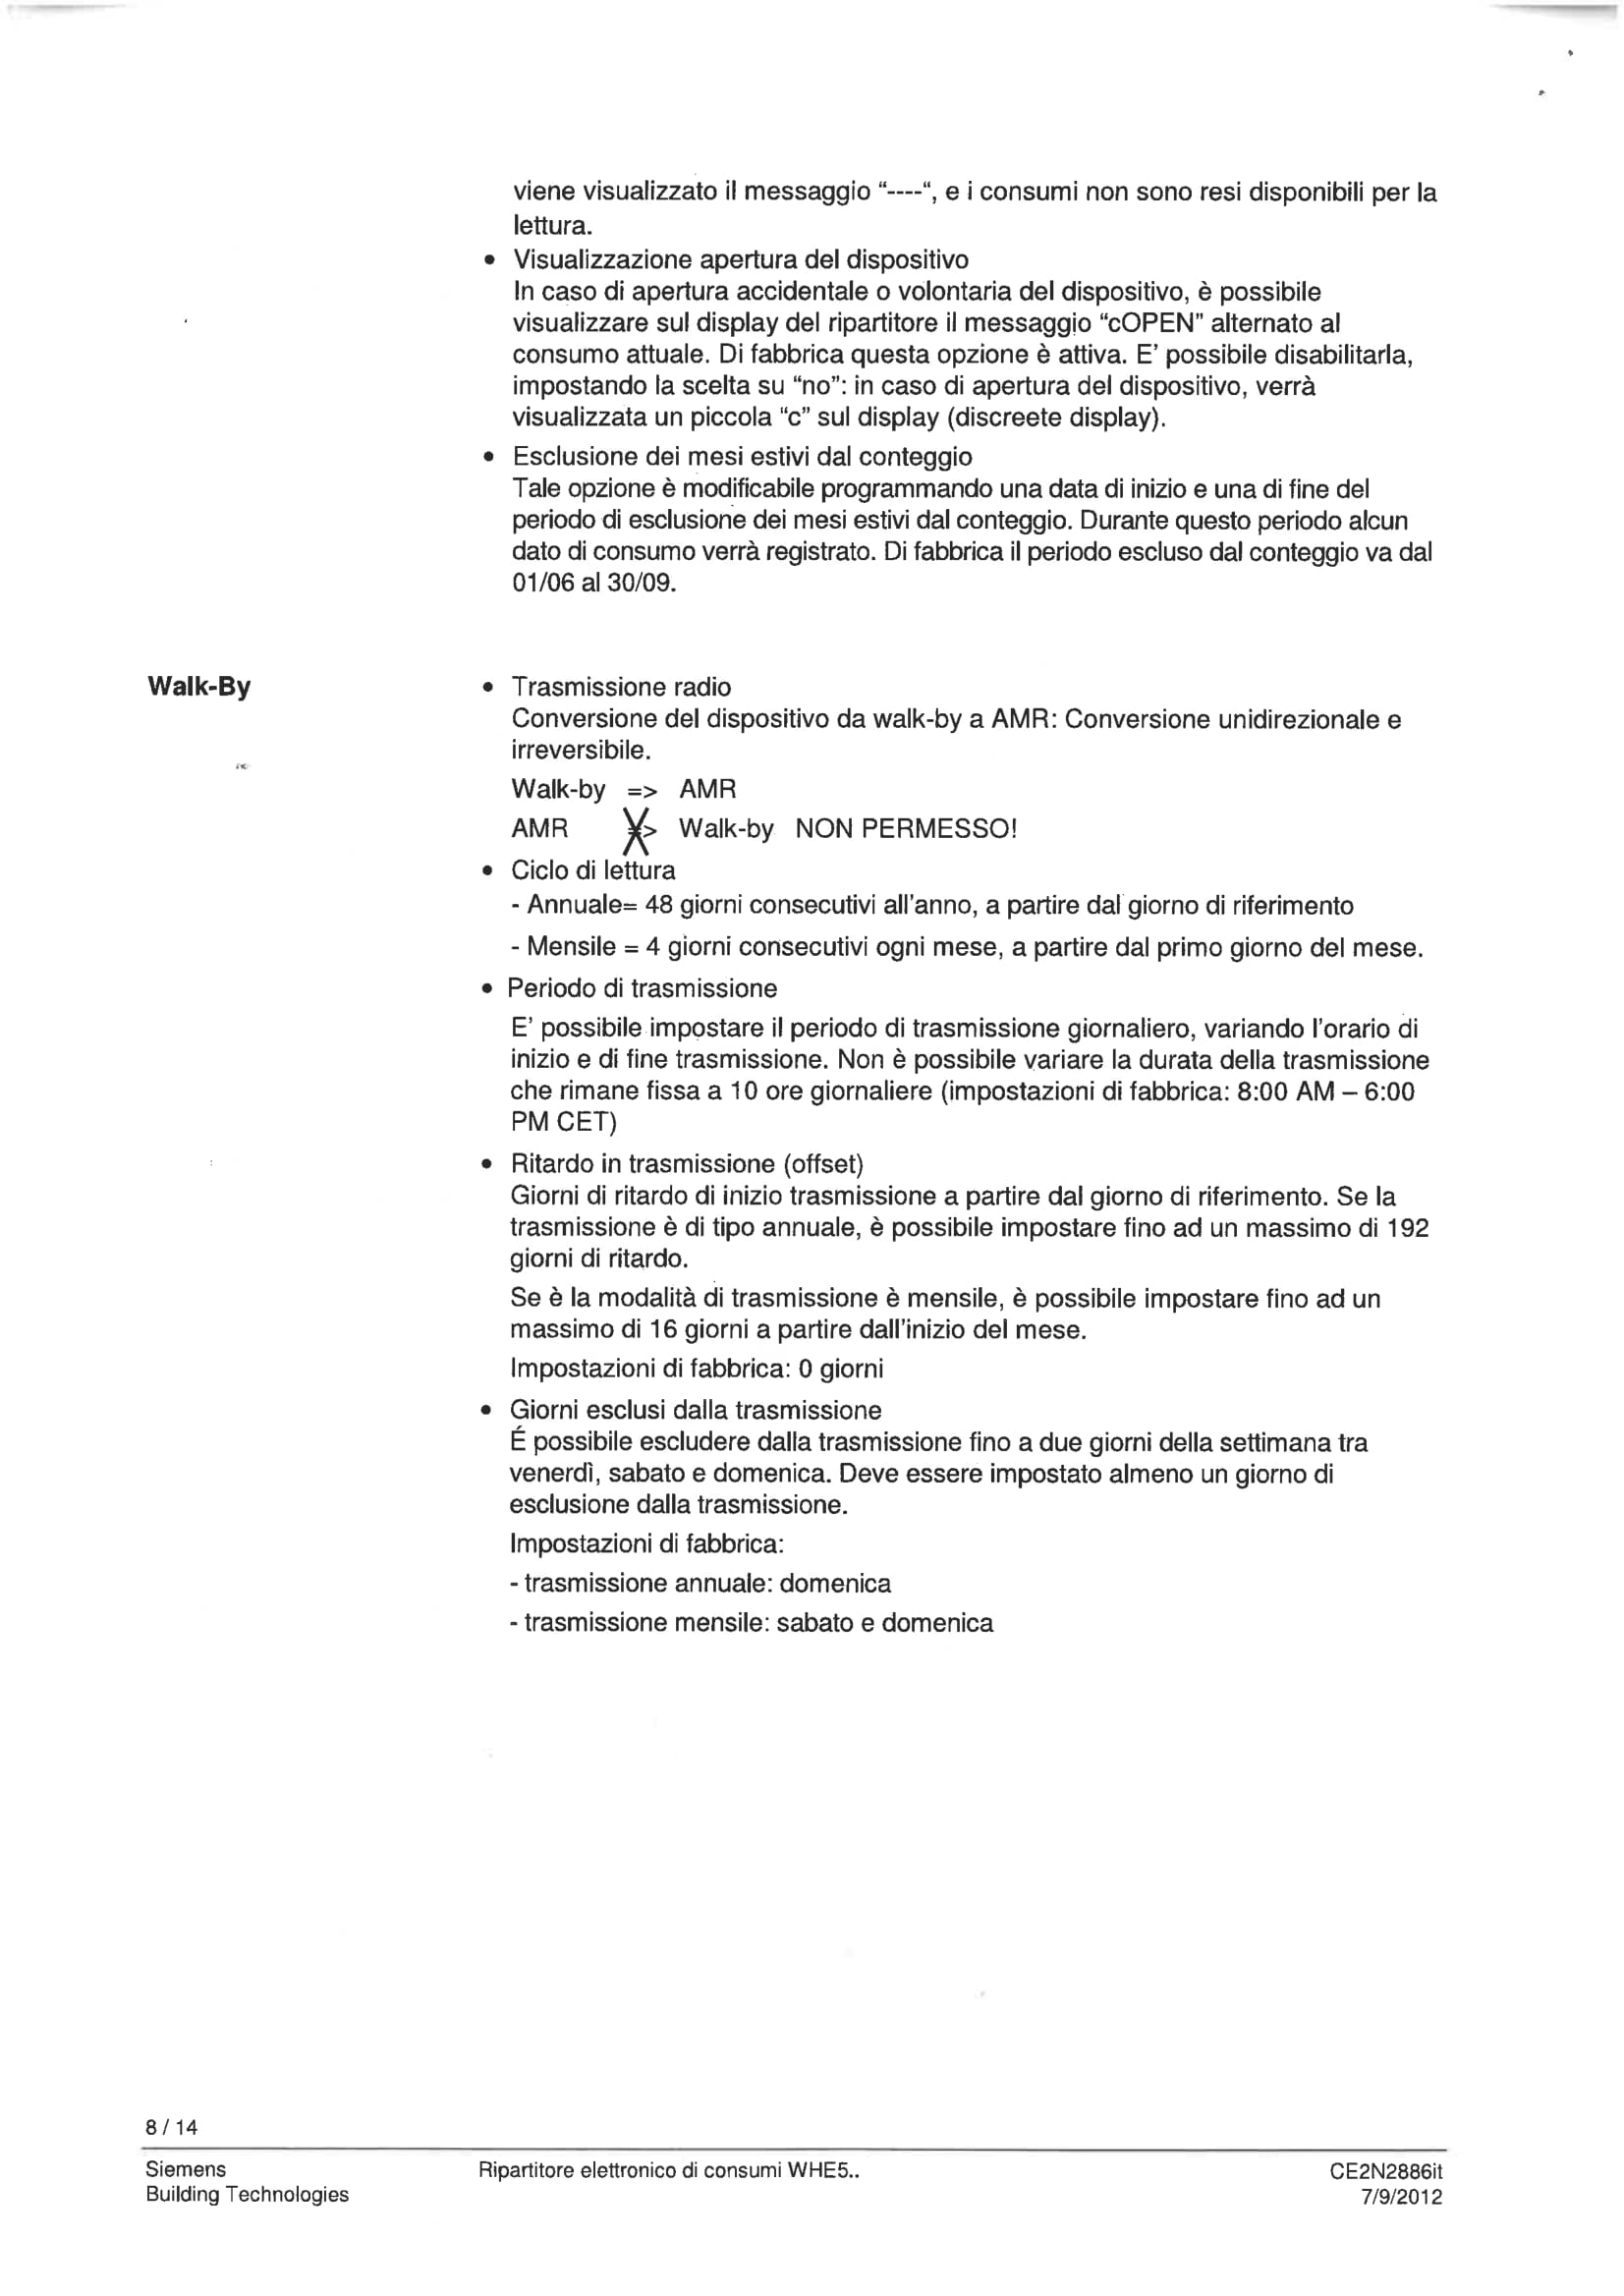 viene visualizzato il messaggio “----“, e i consumi non sono resi disponibili per la
lettura.
• Visualizzazione apertura del dispositivo
In caso di apertura accidentale o volontaria del dispositivo, è possibile
visualizzare sul display del ripartitore il messaggio “cOPEN” alternato al
consumo attuale. Di fabbrica questa opzione è attiva. E’ possibile disabilitarla,
impostando la scelta su “no”: in caso di apertura del dispositivo, verrà
visualizzata un piccola “c” sul display (discreete display).
• Esclusione dei mesi estivi dal conteggio
Tale opzione è modificabile programmando una data di inizio e una di fine del
periodo di esclusione dei mesi estivi dal conteggio. Durante questo periodo alcun
dato di consumo verrà registrato. Di fabbrica il periodo escluso dal conteggio va dal
01/06 al 30/09.
Walk-By
• Trasmissione radio
Conversione del dispositivo da walk-by a AMR: Conversione unidirezionale e
irreversibile.
Walk-by => AMR
AMR => Walk-by NON PERMESSO!
• Ciclo di lettura
- Annuale= 48 giorni consecutivi all’anno, a partire dal giorno di riferimento
- Mensile = 4 giorni consecutivi ogni mese, a partire dal primo giorno del mese.
• Periodo di trasmissione
E’ possibile impostare il periodo di trasmissione giornaliero, variando l’orario di
inizio e di fine trasmissione. Non è possibile variare la durata della trasmissione
che rimane fissa a 10 ore giornaliere (impostazioni di fabbrica: 8:00 AM – 6:00
PM CET)
• Ritardo in trasmissione (offset)
Giorni di ritardo di inizio trasmissione a partire dal giorno di riferimento. Se la
trasmissione è di tipo annuale, è possibile impostare fino ad un massimo di 192
giorni di ritardo.
Se è la modalità di trasmissione è mensile, è possibile impostare fino ad un
massimo di 16 giorni a partire dall’inizio del mese.
Impostazioni di fabbrica: 0 giorni
• Giorni esclusi dalla trasmissione
É possibile escludere dalla trasmissione fino a due giorni della settimana tra
venerdì, sabato e domenica. Deve essere impostato almeno un giorno di
esclusione dalla trasmissione.
Impostazioni di fabbrica:
- trasmissione annuale: domenica
- trasmissione mensile: sabato e domenica
8 / 14
Siemens
Building Technologies
Ripartitore elettronico di consumi WHE5..
CE2N2886it
7/9/2012